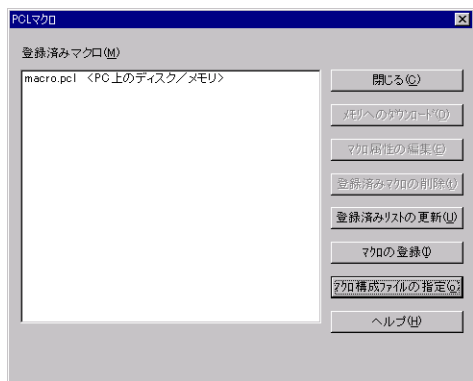 PCLﾏｸﾛ
登録済みマクロ(M)
macro.pcl <PC上のディスク／メモリ>
閉じる(C)
ﾒﾓﾘへのﾀﾞｳﾝﾛｰﾄﾞ(D)
ﾏｸﾛ属性の編集(E)
登録済みﾏｸﾛの削除(t)
登録済みﾘｽﾄの更新(U)
ﾏｸﾛの登録(I)
ﾏｸﾛ構成ﾌｧｲﾙの指定(o)
ヘルプ(H)